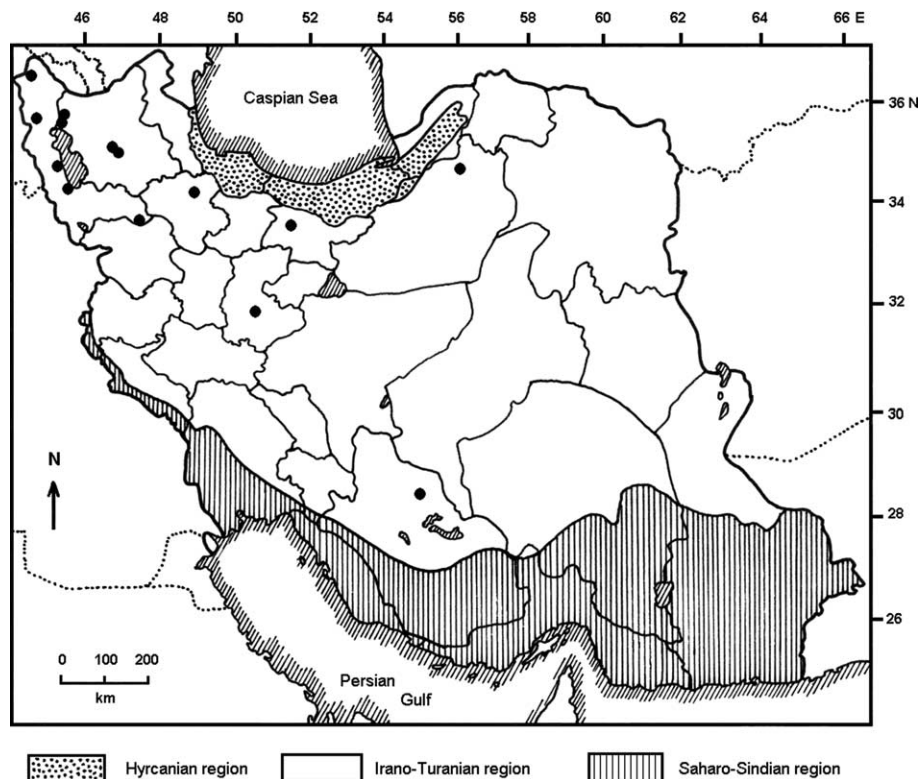 46 48 50 52 54 56 58 60 62 64 66 E
Caspian Sea
36 N
34
32
30
N
28
26
0 100 200
km
Persian
Gulf
Hyrcanian region Irano-Turanian region Saharo-Sindian region